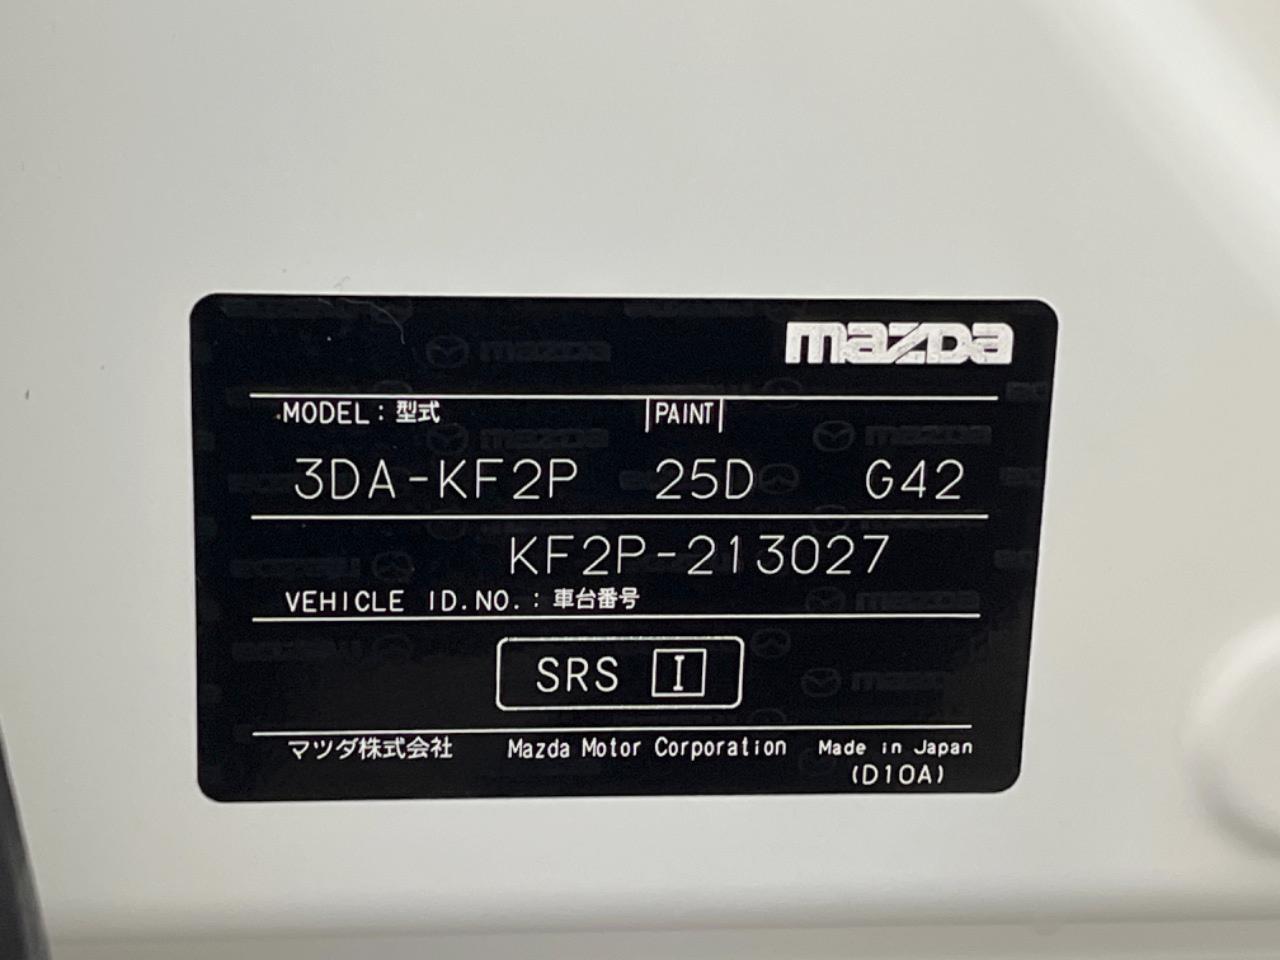 mazda
MODEL：型式 PAINT
3DA-KF2P 25D G42
KF2P-213027
VEHICLE ID.NO.：車台番号
SRS I
マツダ株式会社 Mazda Motor Corporation Made in Japan
(D10A)